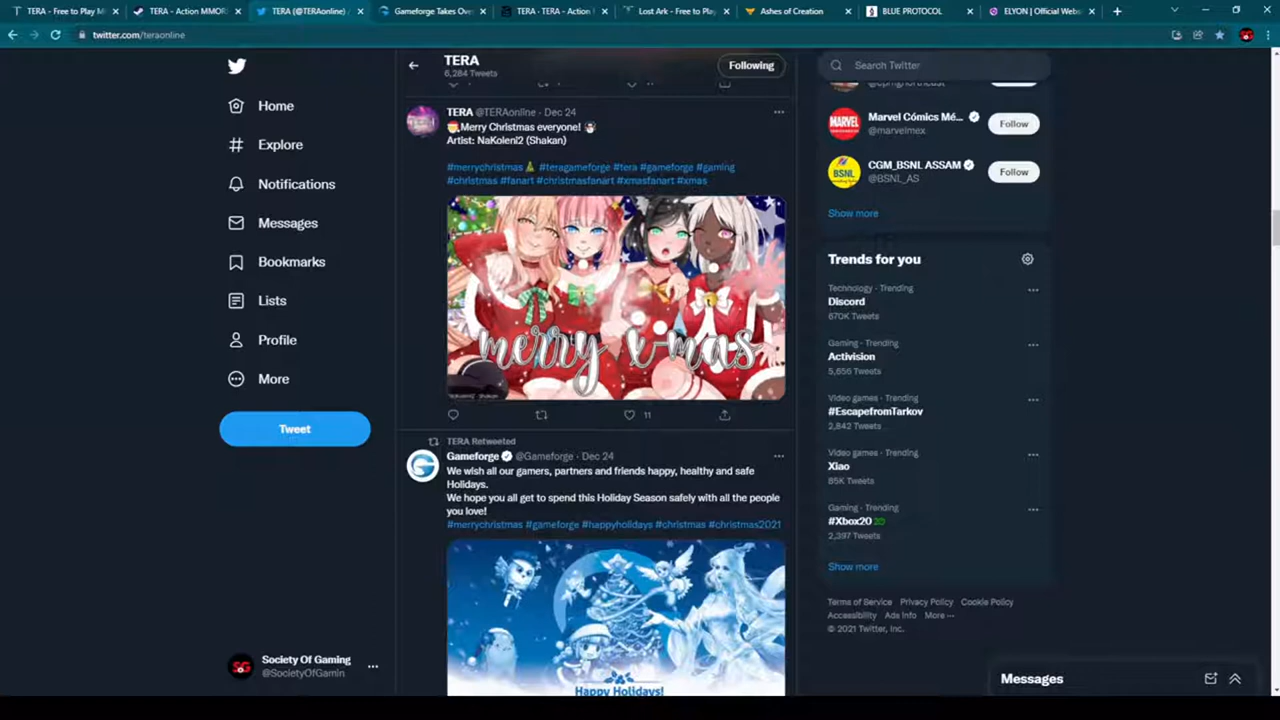 TERA - Free to Play M
TERA - Action MMOR
TERA (@TERAonline) /
Gameforge Takes Ove
TERA - TERA - Action
Lost Ark - Free to Play
Ashes of Creation
BLUE PROTOCOL
ELYON | Official Webs
twitter.com/teraonline
Home
Explore
Notifications
Messages
Bookmarks
Lists
Profile
More
Tweet
Society Of Gaming
@SocietyOfGamin
TERA
6,284 Tweets
Following
TERA @TERAonline · Dec 24
Merry Christmas everyone!
Artist: NaKoleni2 (Shakan)
#merrychristmas #teragameforge #tera #gameforge #gaming
#christmas #fanart #christmasfanart #xmasfanart #xmas
merry x-mas
11
TERA Retweeted
Gameforge @Gameforge · Dec 24
We wish all our gamers, partners and friends happy, healthy and safe
Holidays.
We hope you all get to spend this Holiday Season safely with all the people
you love!
#merrychristmas #gameforge #happyholidays #christmas #christmas2021
Happy Holidays!
Search Twitter
Follow
MARVEL
Marvel Cómics Mé...
@marvelmex
Follow
BSNL
CGM_BSNL ASSAM
@BSNL_AS
Show more
Trends for you
Technology · Trending
Discord
670K Tweets
Gaming · Trending
Activision
5,656 Tweets
Video games · Trending
#EscapefromTarkov
2,842 Tweets
Video games · Trending
Xiao
85K Tweets
Gaming · Trending
#Xbox20
2,397 Tweets
Show more
Terms of Service Privacy Policy Cookie Policy
Accessibility Ads Info More ···
© 2021 Twitter, Inc.
Messages